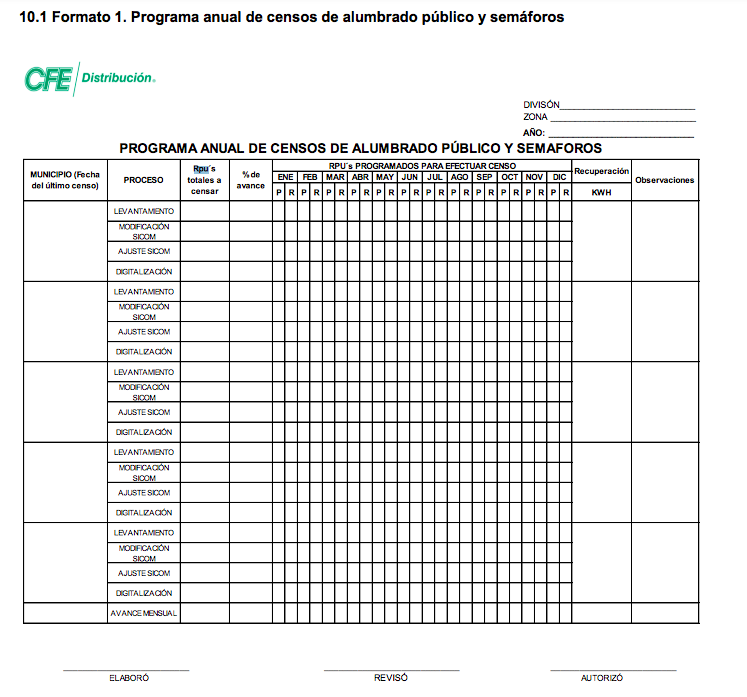 10.1 Formato 1. Programa anual de censos de alumbrado público y semáforos
CFE Distribución®
DIVISIÓN
ZONA
AÑO:
PROGRAMA ANUAL DE CENSOS DE ALUMBRADO PÚBLICO Y SEMAFOROS
MUNICIPIO (Fecha
del último censo)
PROCESO
Rpu´s
totales a
censar
% de
avance
RPU´s PROGRAMADOS PARA EFECTUAR CENSO
ENE FEB MAR ABR MAY JUN JUL AGO SEP OCT NOV DIC
P R P R P R P R P R P R P R P R P R P R P R P R
Recuperación
KWH
Observaciones
LEVANTAMIENTO
MODIFICACIÓN
SICOM
AJUSTE SICOM
DIGITALIZACIÓN
LEVANTAMIENTO
MODIFICACIÓN
SICOM
AJUSTE SICOM
DIGITALIZACIÓN
LEVANTAMIENTO
MODIFICACIÓN
SICOM
AJUSTE SICOM
DIGITALIZACIÓN
LEVANTAMIENTO
MODIFICACIÓN
SICOM
AJUSTE SICOM
DIGITALIZACIÓN
LEVANTAMIENTO
MODIFICACIÓN
SICOM
AJUSTE SICOM
DIGITALIZACIÓN
AVANCE MENSUAL
ELABORÓ REVISÓ AUTORIZÓ